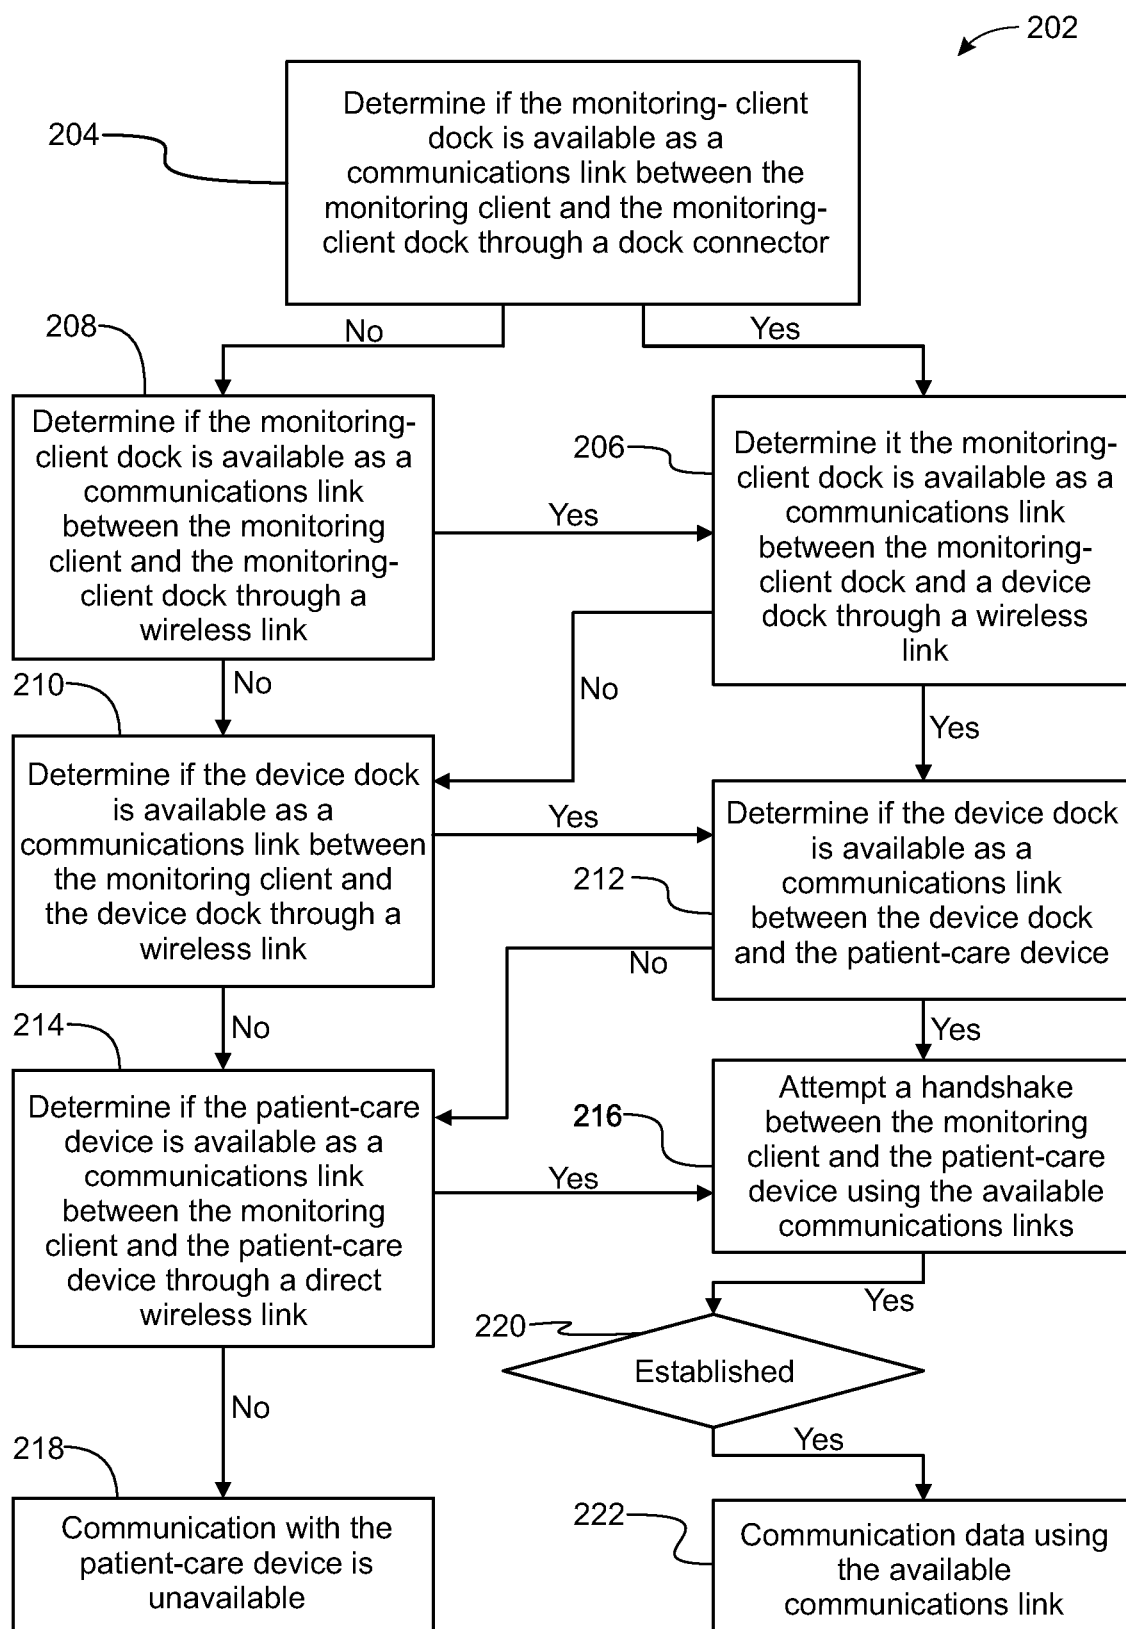 202
204
Determine if the monitoring- client
dock is available as a
communications link between the
monitoring client and the monitoring-
client dock through a dock connector
No
Yes
208
Determine if the monitoring-
client dock is available as a
communications link
between the monitoring
client and the monitoring-
client dock through a
wireless link
Yes
206
Determine it the monitoring-
client dock is available as a
communications link
between the monitoring-
client dock and a device
dock through a wireless
link
No
No
Yes
210
Determine if the device dock
is available as a
communications link between
the monitoring client and
the device dock through a
wireless link
Yes
212
Determine if the device dock
is available as a
communications link
between the device dock
and the patient-care device
No
No
Yes
214
Determine if the patient-care
device is available as a
communications link
between the monitoring
client and the patient-care
device through a direct
wireless link
Yes
216
Attempt a handshake
between the monitoring
client and the patient-care
device using the available
communications links
Yes
220
Established
No
Yes
218
Communication with the
patient-care device is
unavailable
222
Communication data using
the available
communications link